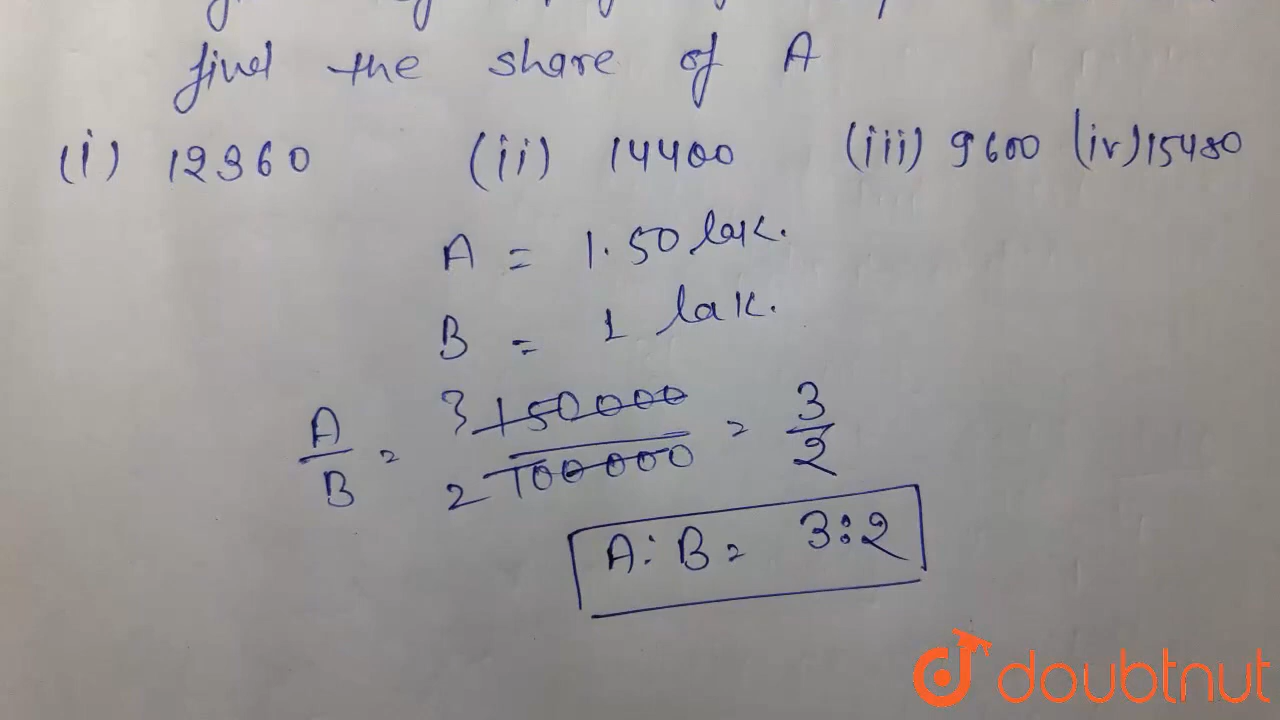 find the share of A
(i) 12960 (ii) 14400 (iii) 9600 (iv) 15480
A = 1.50 lak.
B = 1 lak.
A/B = 3 150000 / 2 100000 = 3/2
A : B = 3:2
doubtnut